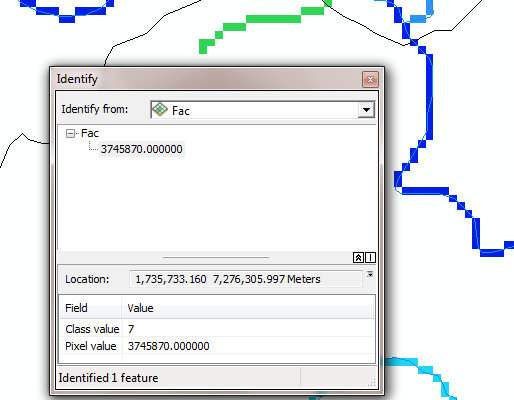 Identify
Identify from: Fac
Fac
3745870.000000
Location: 1,735,733.160 7,276,305.997 Meters
Field Value
Class value 7
Pixel value 3745870.000000
Identified 1 feature